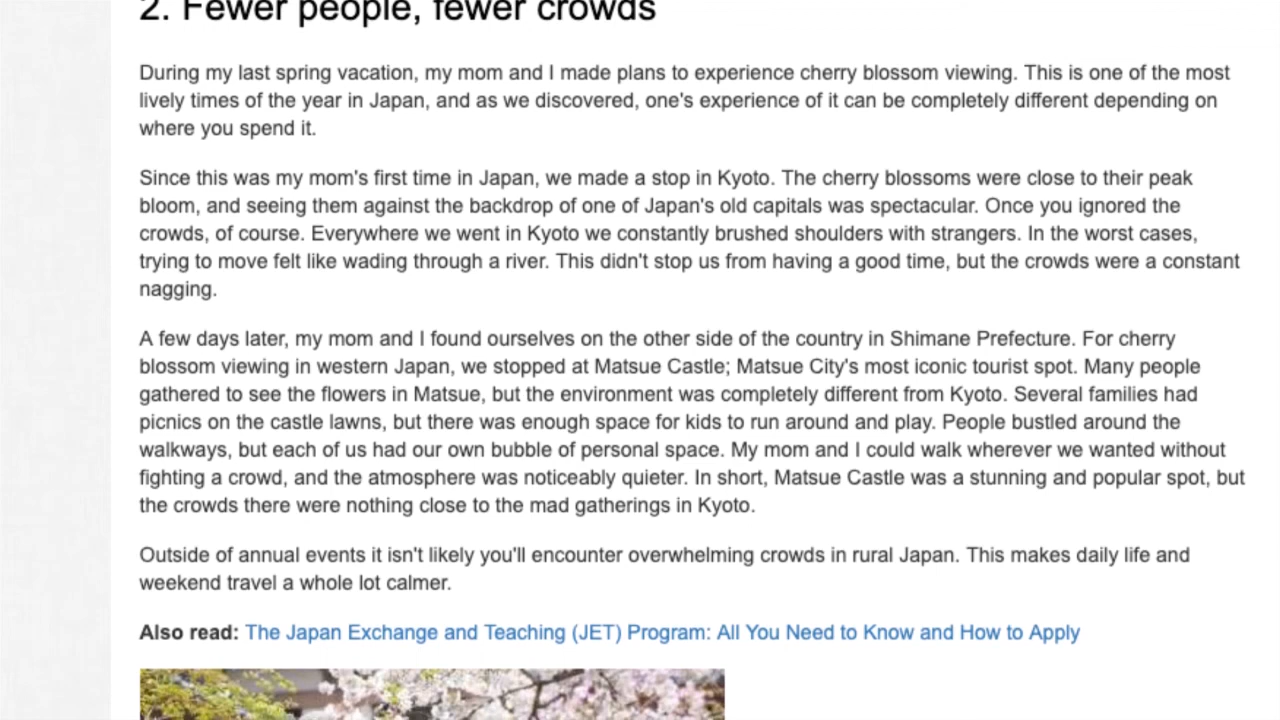 2. Fewer people, fewer crowds
During my last spring vacation, my mom and I made plans to experience cherry blossom viewing. This is one of the most
lively times of the year in Japan, and as we discovered, one's experience of it can be completely different depending on
where you spend it.
Since this was my mom's first time in Japan, we made a stop in Kyoto. The cherry blossoms were close to their peak
bloom, and seeing them against the backdrop of one of Japan's old capitals was spectacular. Once you ignored the
crowds, of course. Everywhere we went in Kyoto we constantly brushed shoulders with strangers. In the worst cases,
trying to move felt like wading through a river. This didn't stop us from having a good time, but the crowds were a constant
nagging.
A few days later, my mom and I found ourselves on the other side of the country in Shimane Prefecture. For cherry
blossom viewing in western Japan, we stopped at Matsue Castle; Matsue City's most iconic tourist spot. Many people
gathered to see the flowers in Matsue, but the environment was completely different from Kyoto. Several families had
picnics on the castle lawns, but there was enough space for kids to run around and play. People bustled around the
walkways, but each of us had our own bubble of personal space. My mom and I could walk wherever we wanted without
fighting a crowd, and the atmosphere was noticeably quieter. In short, Matsue Castle was a stunning and popular spot, but
the crowds there were nothing close to the mad gatherings in Kyoto.
Outside of annual events it isn't likely you'll encounter overwhelming crowds in rural Japan. This makes daily life and
weekend travel a whole lot calmer.
Also read: The Japan Exchange and Teaching (JET) Program: All You Need to Know and How to Apply